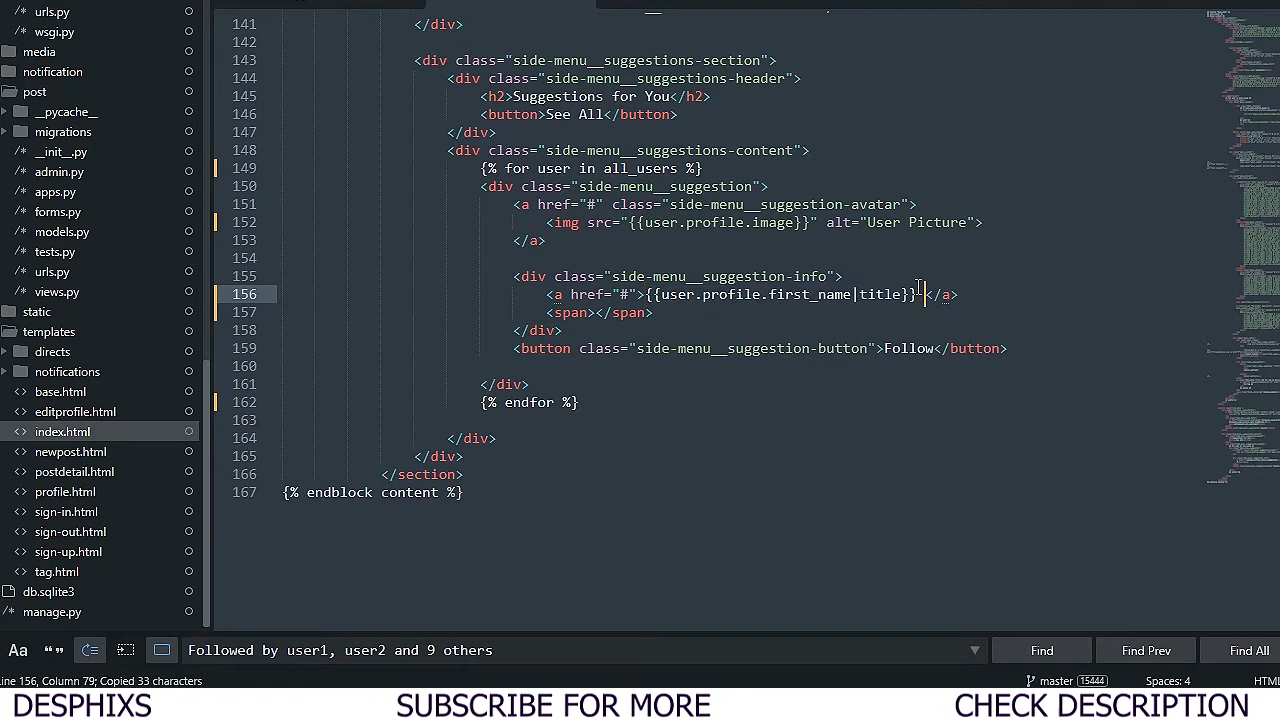 urls.py
wsgi.py
media
notification
post
__pycache__
migrations
__init__.py
admin.py
apps.py
forms.py
models.py
tests.py
urls.py
views.py
static
templates
directs
notifications
base.html
editprofile.html
index.html
newpost.html
postdetail.html
profile.html
sign-in.html
sign-out.html
sign-up.html
tag.html
db.sqlite3
manage.py
141 </div>
142
143 <div class="side-menu__suggestions-section">
144 <div class="side-menu__suggestions-header">
145 <h2>Suggestions for You</h2>
146 <button>See All</button>
147 </div>
148 <div class="side-menu__suggestions-content">
149 {% for user in all_users %}
150 <div class="side-menu__suggestion">
151 <a href="#" class="side-menu__suggestion-avatar">
152 <img src="{{user.profile.image}}" alt="User Picture">
153 </a>
154
155 <div class="side-menu__suggestion-info">
156 <a href="#">{{user.profile.first_name|title}} </a>
157 <span></span>
158 </div>
159 <button class="side-menu__suggestion-button">Follow</button>
160
161 </div>
162 {% endfor %}
163
164 </div>
165 </div>
166 </section>
167 {% endblock content %}
Aa “” Followed by user1, user2 and 9 others Find Find Prev Find All
Line 156, Column 79; Copied 33 characters master 15444 Spaces: 4 HTM
DESPHIXS SUBSCRIBE FOR MORE CHECK DESCRIPTION